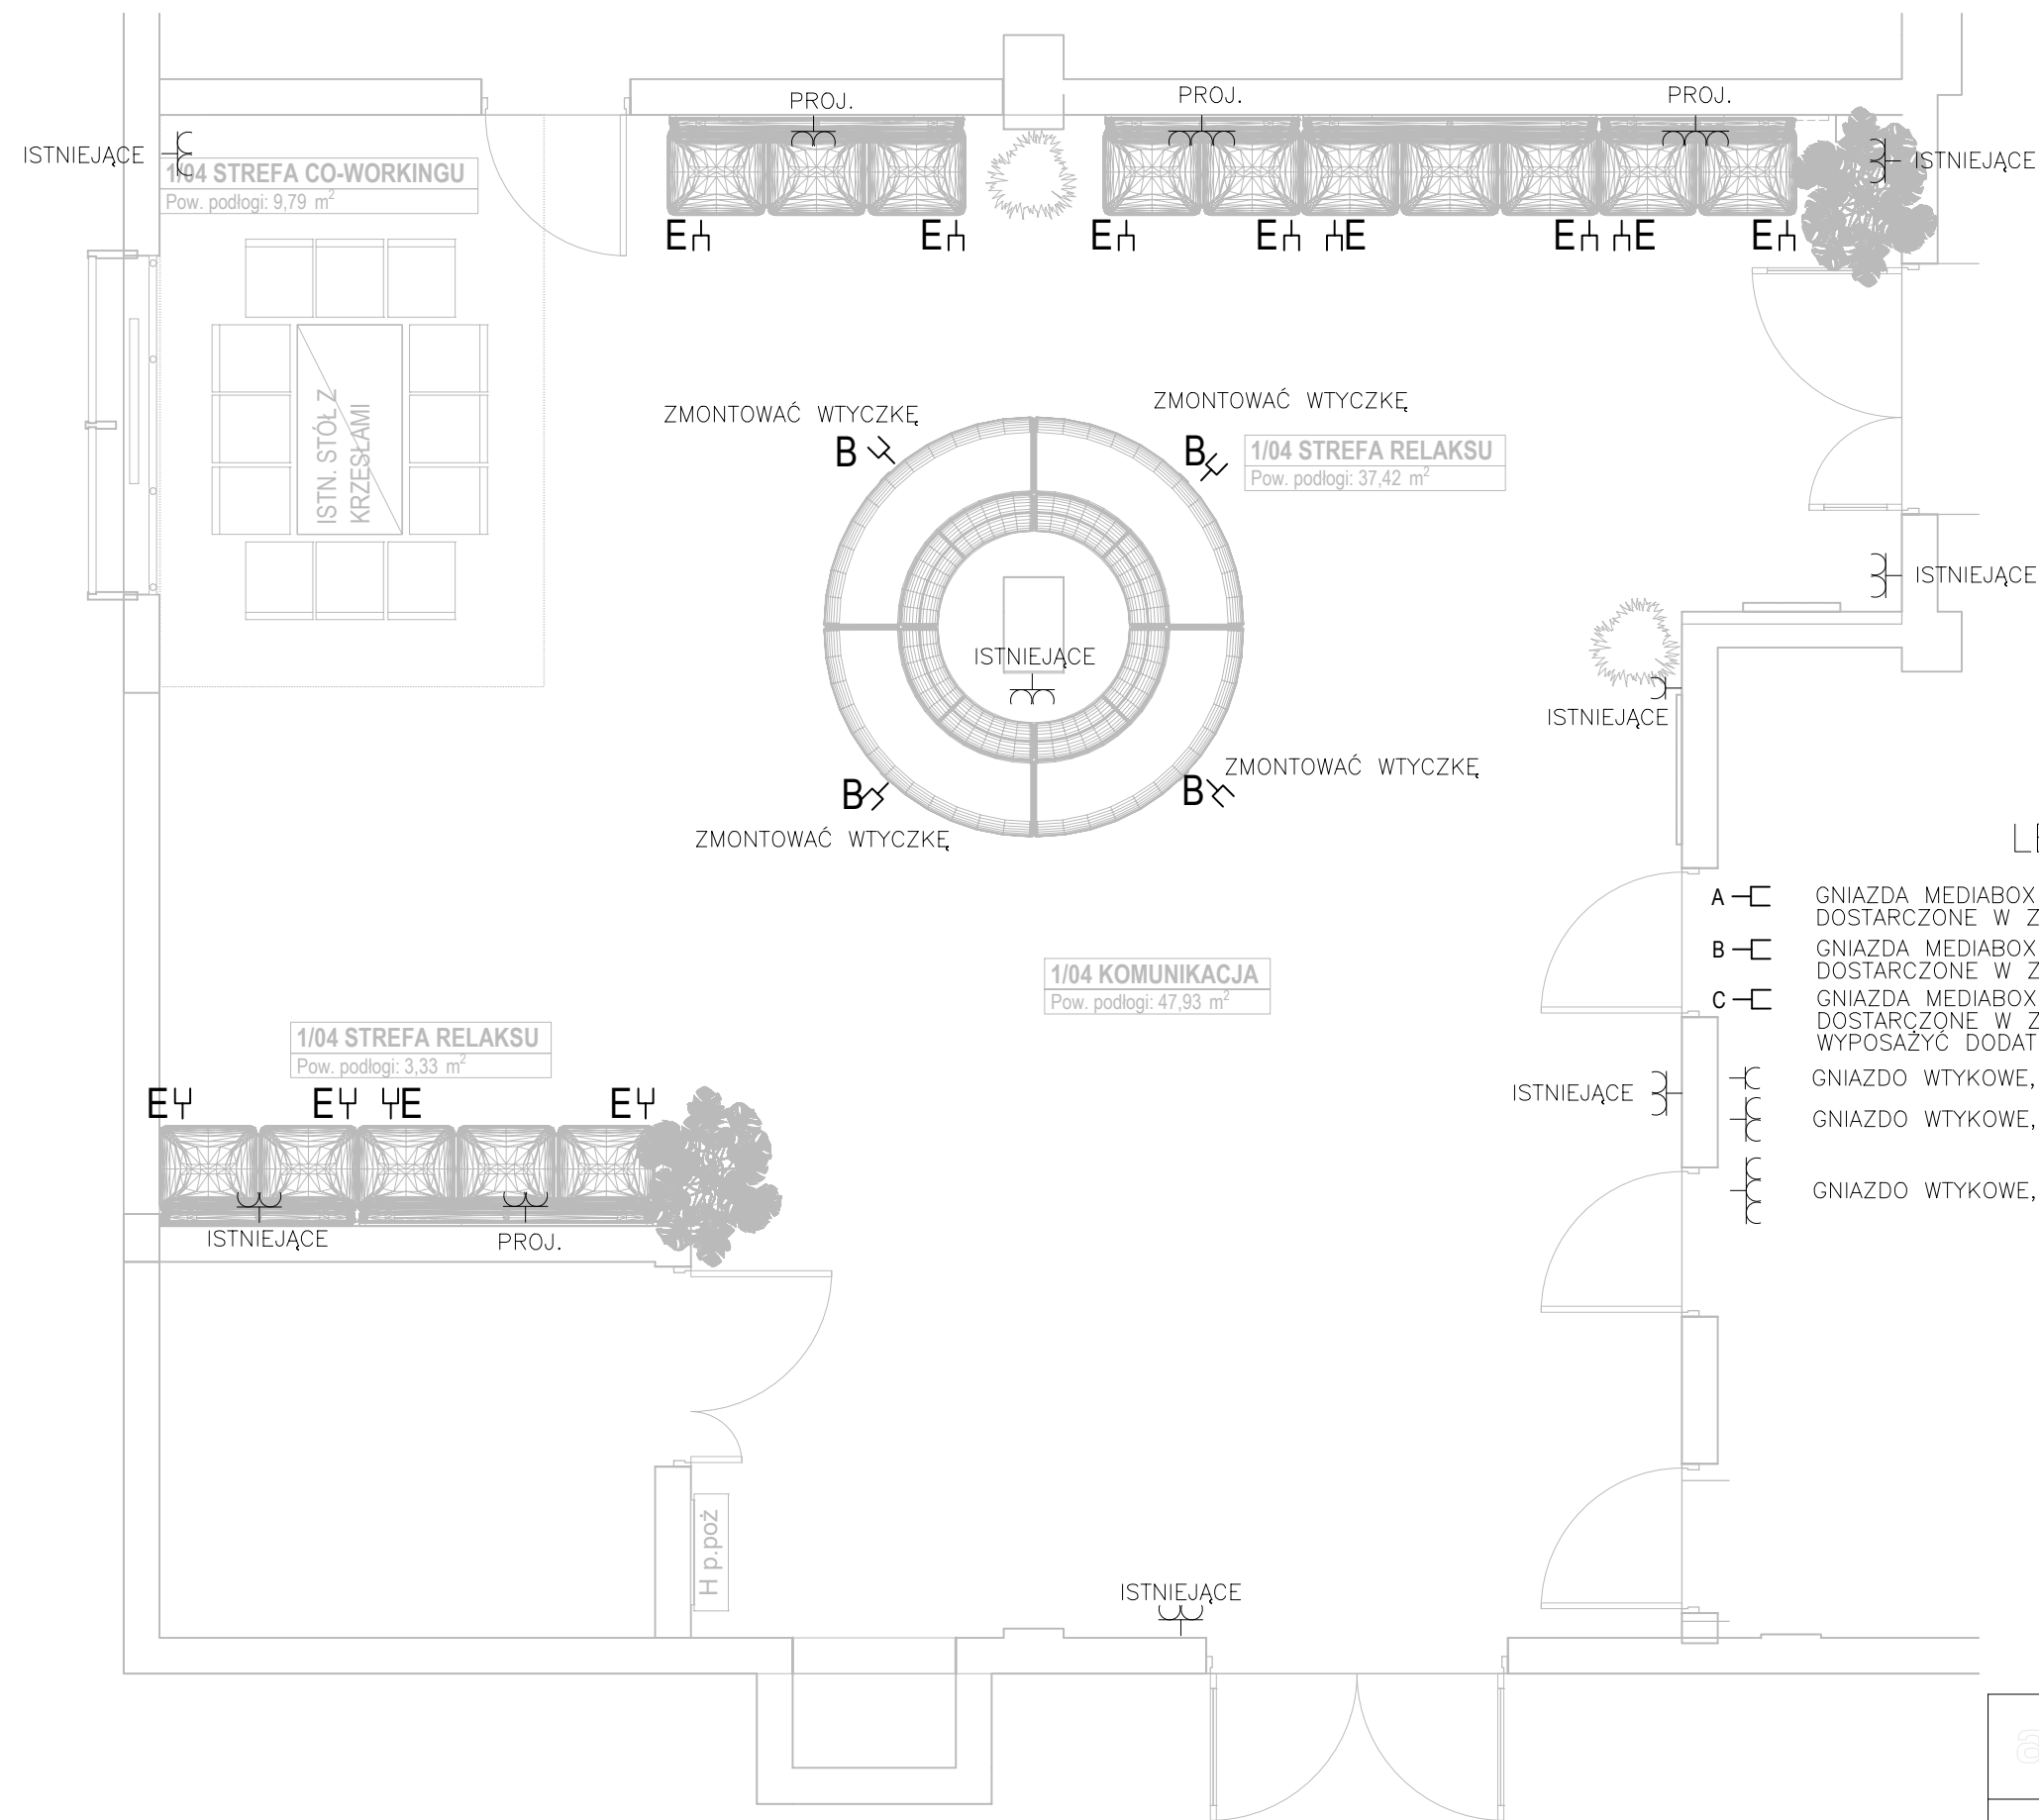 PROJ.
PROJ.
PROJ.
ISTNIEJĄCE
ISTNIEJĄCE
1/04 STREFA CO-WORKINGU
Pow. podłogi: 9,79 m²
E
E
E
E
E
E
E
E
ISTN. STÓŁ Z
KRZESŁAMI
ZMONTOWAĆ WTYCZKĘ
ZMONTOWAĆ WTYCZKĘ
B
B
1/04 STREFA RELAKSU
Pow. podłogi: 37,42 m²
ISTNIEJĄCE
ISTNIEJĄCE
ISTNIEJĄCE
ZMONTOWAĆ WTYCZKĘ
B
B
ZMONTOWAĆ WTYCZKĘ
LE
A
GNIAZDA MEDIABOX
DOSTARCZONE W Z
B
GNIAZDA MEDIABOX
DOSTARCZONE W Z
C
GNIAZDA MEDIABOX
DOSTARCZONE W Z
WYPOSAŻYĆ DODAT
GNIAZDO WTYKOWE,
GNIAZDO WTYKOWE,
GNIAZDO WTYKOWE,
1/04 KOMUNIKACJA
Pow. podłogi: 47,93 m²
1/04 STREFA RELAKSU
Pow. podłogi: 3,33 m²
E
E
E
E
ISTNIEJĄCE
ISTNIEJĄCE
PROJ.
H p.poż
ISTNIEJĄCE
a